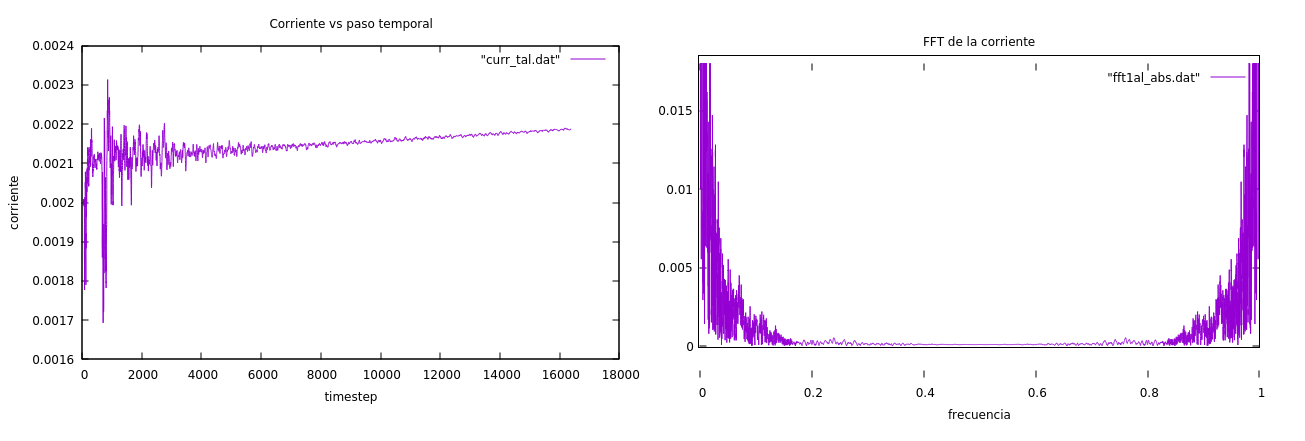 Corriente vs paso temporal
"curr_tal.dat"
0.0024
0.0023
0.0022
0.0021
0.002
0.0019
0.0018
0.0017
0.0016
corriente
0 2000 4000 6000 8000 10000 12000 14000 16000 18000
timestep
FFT de la corriente
"fft1al_abs.dat"
0.015
0.01
0.005
0
0 0.2 0.4 0.6 0.8 1
frecuencia